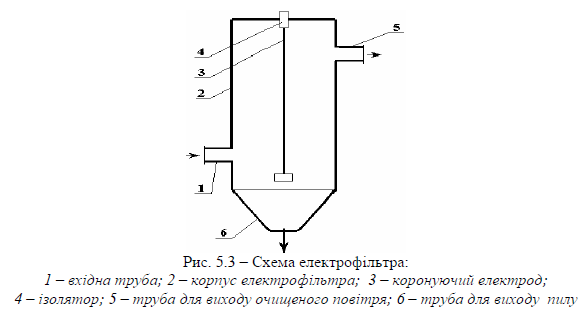 4
3
2
5
1
6
Рис. 5.3 – Схема електрофільтра:
1 – вхідна труба; 2 – корпус електрофільтра; 3 – коронуючий електрод;
4 – ізолятор; 5 – труба для виходу очищеного повітря; 6 – труба для виходу пилу